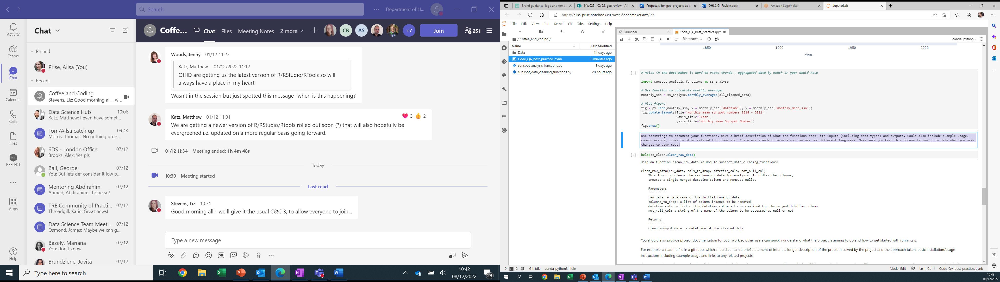 Search
Department of H...
Activity
Teams
Chat
Calendar
Calls
Files
REFLEKT
Apps
Help
Chat
Pinned
Prise, Ailsa (You)
Recent
Coffee and Coding
Stevens, Liz: Good morning all - w...
Data Science Hub 10:06
Katz, Matthew: I even have somet...
Tom/Ailsa catch up 09:43
Morris, Thomas: No nothing urge...
SDS - London Office 07/12
Brooks, Alex: Yes pls
Ball, George 07/12
You: But lets def consider it low p...
Mentoring Abdirahim 07/12
Ahmed, Abdirahim: I hope so!
TRE Community of Practi... 07/12
Threadgill, Katie: Great news!
Data Science Team Meeti... 07/12
Osmond, James: Maybe we can g...
Bazely, Mariana 07/12
You: don't know
Brundziene, Jovita 07/12
Coffe... Chat Files Meeting Notes 2 more CB AS +7 Join 251
Woods, Jenny 01/12 11:23
Katz, Matthew 01/12/2022 11:12
OHID are getting us the latest version of R/RStudio/RTools so will
always have a place in my heart
Wasn't in the session but just spotted this message- when is this happening?
Katz, Matthew 01/12 11:31 3 2
We are getting a newer version of R/RStudio/Rtools rolled out soon (?) that will also hopefully be
evergreened i.e. updated on a more regular basis going forward.
01/12 11:34 Meeting ended: 1h 4m 48s
Today
10:30 Meeting started
Last read
Stevens, Liz 10:31
Good morning all - we'll give it the usual C&C 3, to allow everyone to join...
Type a new message
GIF
Type here to search
10:42
08/12/2022
23
Brand guidance, logo and templ NW025 - 02 OS geo review - All Proposals_for_geo_projects_add DHSC GI Review.docx Amazon SageMaker JupyterLab
https://ailsa-prise.notebook.eu-west-2.sagemaker.aws/lab
File Edit View Run Kernel Git Tabs Settings Help
/ Coffee_and_coding /
Name Last Modified
Data 14 days ago
Code_QA_best_practice.ipynb 6 minutes ago
sunspot_analysis_functions.py 8 days ago
sunspot_data_cleaning_functions.py 20 hours ago
Launcher Code_QA_best_practice.ipyn
Markdown git conda_python3
1850 1900 1950 2000
Year
[ ]: # Noise in the data makes it hard to views trends - aggregated data by month or year would help
import sunspot_analysis_functions as ss_analyse
# Use function to calculate monthly averages
monthly_ssn = ss_analyse.monthly_averages(all_cleaned_data)
# Plot figure
fig = px.line(monthly_ssn, x = monthly_ssn['datetime'], y = monthly_ssn['monthly_mean_ssn'])
fig.update_layout(title='Monthly mean sunspot numbers 1818 - 2022',
xaxis_title='Year',
yaxis_title='Monthly Mean Sunspot Number')
fig.show()
Use docstrings to document your functions. Give a brief description of what the functions does, its inputs (including data types) and outputs. Could also include example usage,
common errors, links to other related functions etc. There are standard formats you can use for different languages. Make sure you keep this documentation up to date when you make
changes to your code!
[2]: help(ss_clean.clean_raw_data)
Help on function clean_raw_data in module sunspot_data_cleaning_functions:
clean_raw_data(raw_data, cols_to_drop, datetime_cols, not_null_col)
This function cleans the raw sunspot data for analysis. It tidies the columns,
creates a single merged datetime column and removes nulls.
Parameters
----------
raw_data: a dataframe of the initial sunspot data
columns_to_drop: a list of column indexes to be removed
datetime_cols: a list of the datetime columns to be combined for the merged datetime column
not_null_col: a string of the name of the column to be assessed as null or not
Returns
--------
clean_sunspot_data: a dataframe of the cleaned data
You should also provide project documentation for your work so other users can quickly understand what the project is aiming to do and how to get started with running it.
For example, a readme file in a git repo, which should contain a brief statement of intent, a longer description of the problem solved by the project and the approach taken, basic installation/usage
instructions including example usage and links to any related projects.
0 2 Git: idle conda_python3 | Idle Mode: Edit Ln 1, Col 1 Code_QA_best_practice.ipynb
10:42
08/12/2022